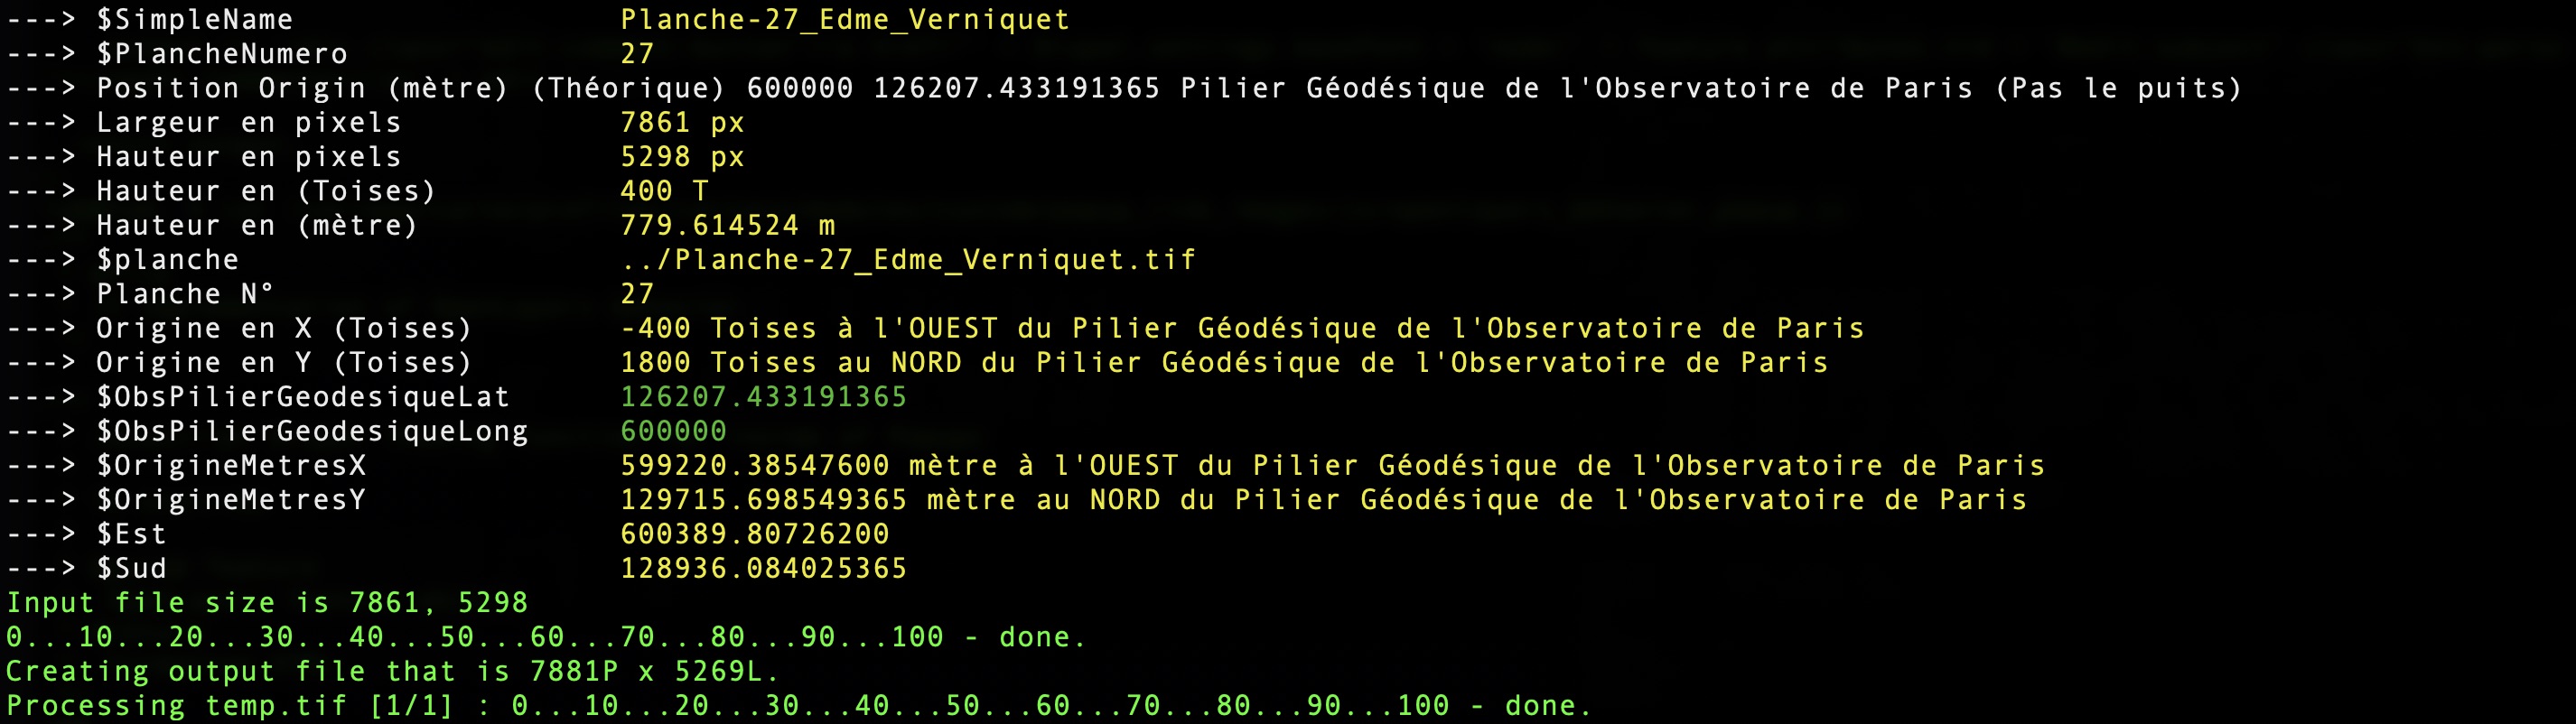 ---> $SimpleName Planche-27_Edme_Verniquet
---> $PlancheNumero 27
---> Position Origin (mètre) (Théorique) 600000 126207.433191365 Pilier Géodésique de l'Observatoire de Paris (Pas le puits)
---> Largeur en pixels 7861 px
---> Hauteur en pixels 5298 px
---> Hauteur en (Toises) 400 T
---> Hauteur en (mètre) 779.614524 m
---> $planche ../Planche-27_Edme_Verniquet.tif
---> Planche N° 27
---> Origine en X (Toises) -400 Toises à l'OUEST du Pilier Géodésique de l'Observatoire de Paris
---> Origine en Y (Toises) 1800 Toises au NORD du Pilier Géodésique de l'Observatoire de Paris
---> $ObsPilierGeodesiqueLat 126207.433191365
---> $ObsPilierGeodesiqueLong 600000
---> $OrigineMetresX 599220.38547600 mètre à l'OUEST du Pilier Géodésique de l'Observatoire de Paris
---> $OrigineMetresY 129715.698549365 mètre au NORD du Pilier Géodésique de l'Observatoire de Paris
---> $Est 600389.80726200
---> $Sud 128936.084025365
Input file size is 7861, 5298
0...10...20...30...40...50...60...70...80...90...100 - done.
Creating output file that is 7881P x 5269L.
Processing temp.tif [1/1] : 0...10...20...30...40...50...60...70...80...90...100 - done.